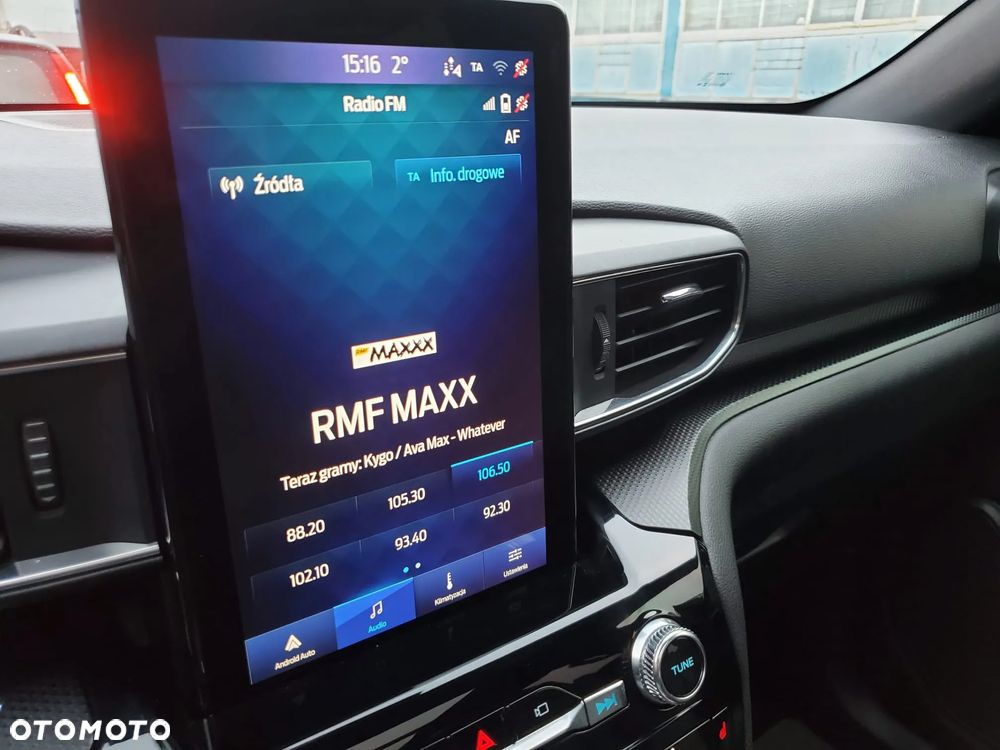 15:16 2° TA
Radio FM
AF
Źródła
TA Info. drogowe
RMF MAXXX
RMF MAXX
Teraz gramy: Kygo / Ava Max - Whatever
88.20 105.30 106.50
102.10 93.40 92.30
Android Auto Audio Klimatyzacja Ustawienia
TUNE
OTOMOTO